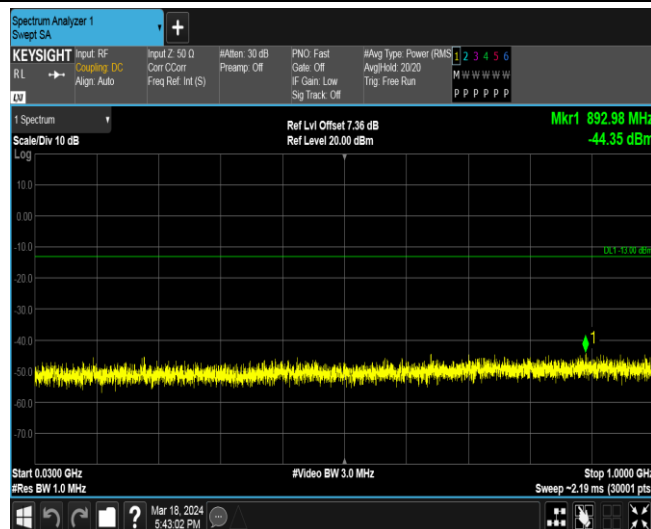 Spectrum Analyzer 1
Swept SA
+
KEYSIGHT Input: RF Input Z: 50 Ω #Atten: 30 dB PNO: Fast #Avg Type: Power (RMS 1 2 3 4 5 6
RL Coupling: DC Corr CCorr Preamp: Off Gate: Off Avg|Hold: 20/20 M W W W W W
Align: Auto Freq Ref: Int (S) IF Gain: Low Trig: Free Run
Sig Track: Off P P P P P P
LXI
1 Spectrum
Ref Lvl Offset 7.36 dB Mkr1 892.98 MHz
Scale/Div 10 dB Ref Level 20.00 dBm -44.35 dBm
Log
10.0
0.00
-10.0
DL1 -13.00 dBm
-20.0
-30.0
-40.0
1
-50.0
-60.0
-70.0
Start 0.0300 GHz #Video BW 3.0 MHz Stop 1.0000 GHz
#Res BW 1.0 MHz Sweep ~2.19 ms (30001 pts
? Mar 18, 2024
5:43:02 PM